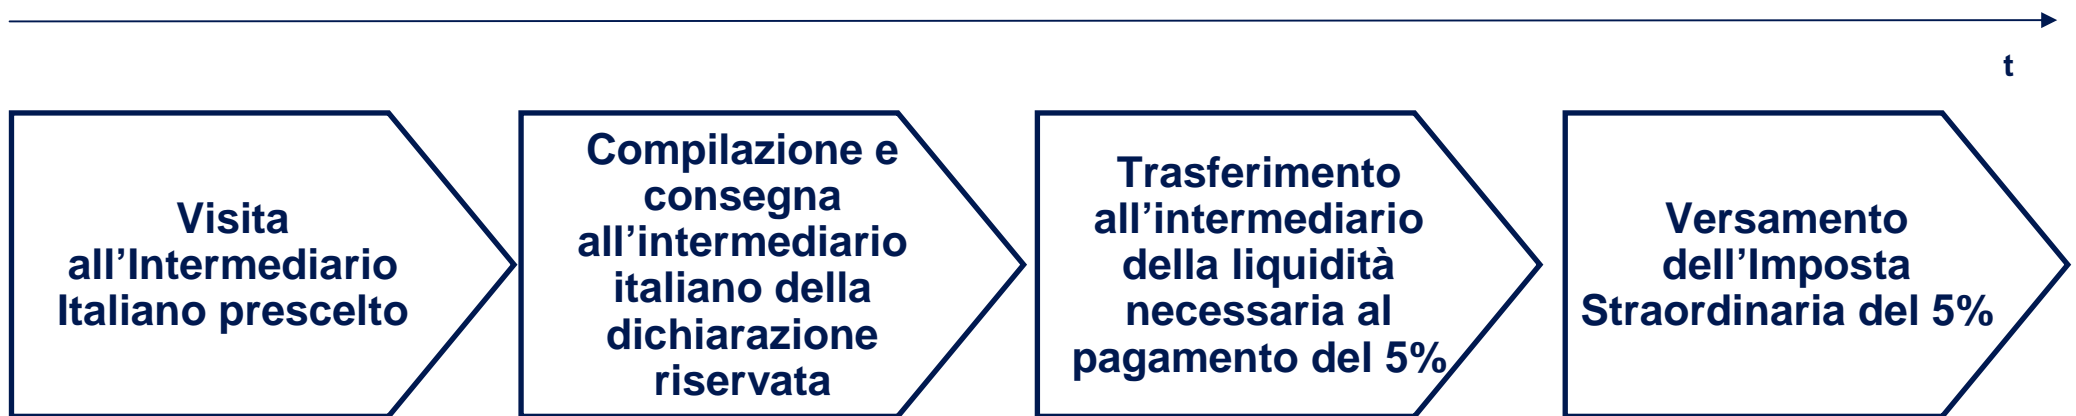 t
Visita
all’Intermediario
Italiano prescelto
Compilazione e
consegna
all’intermediario
italiano della
dichiarazione
riservata
Trasferimento
all’intermediario
della liquidità
necessaria al
pagamento del 5%
Versamento
dell’Imposta
Straordinaria del 5%